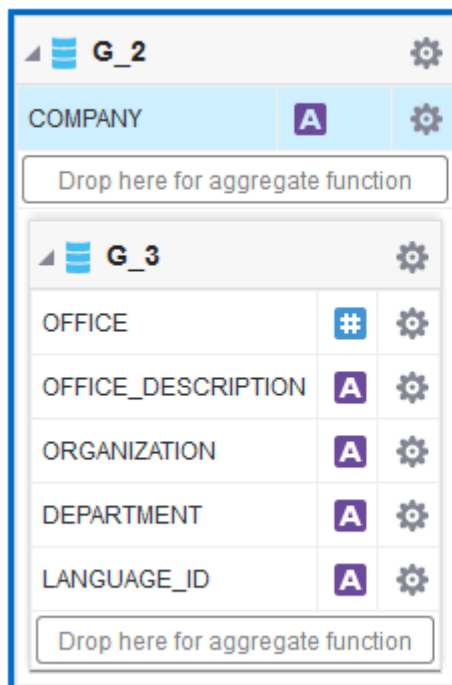 G_2
COMPANY A
Drop here for aggregate function
G_3
OFFICE #
OFFICE_DESCRIPTION A
ORGANIZATION A
DEPARTMENT A
LANGUAGE_ID A
Drop here for aggregate function